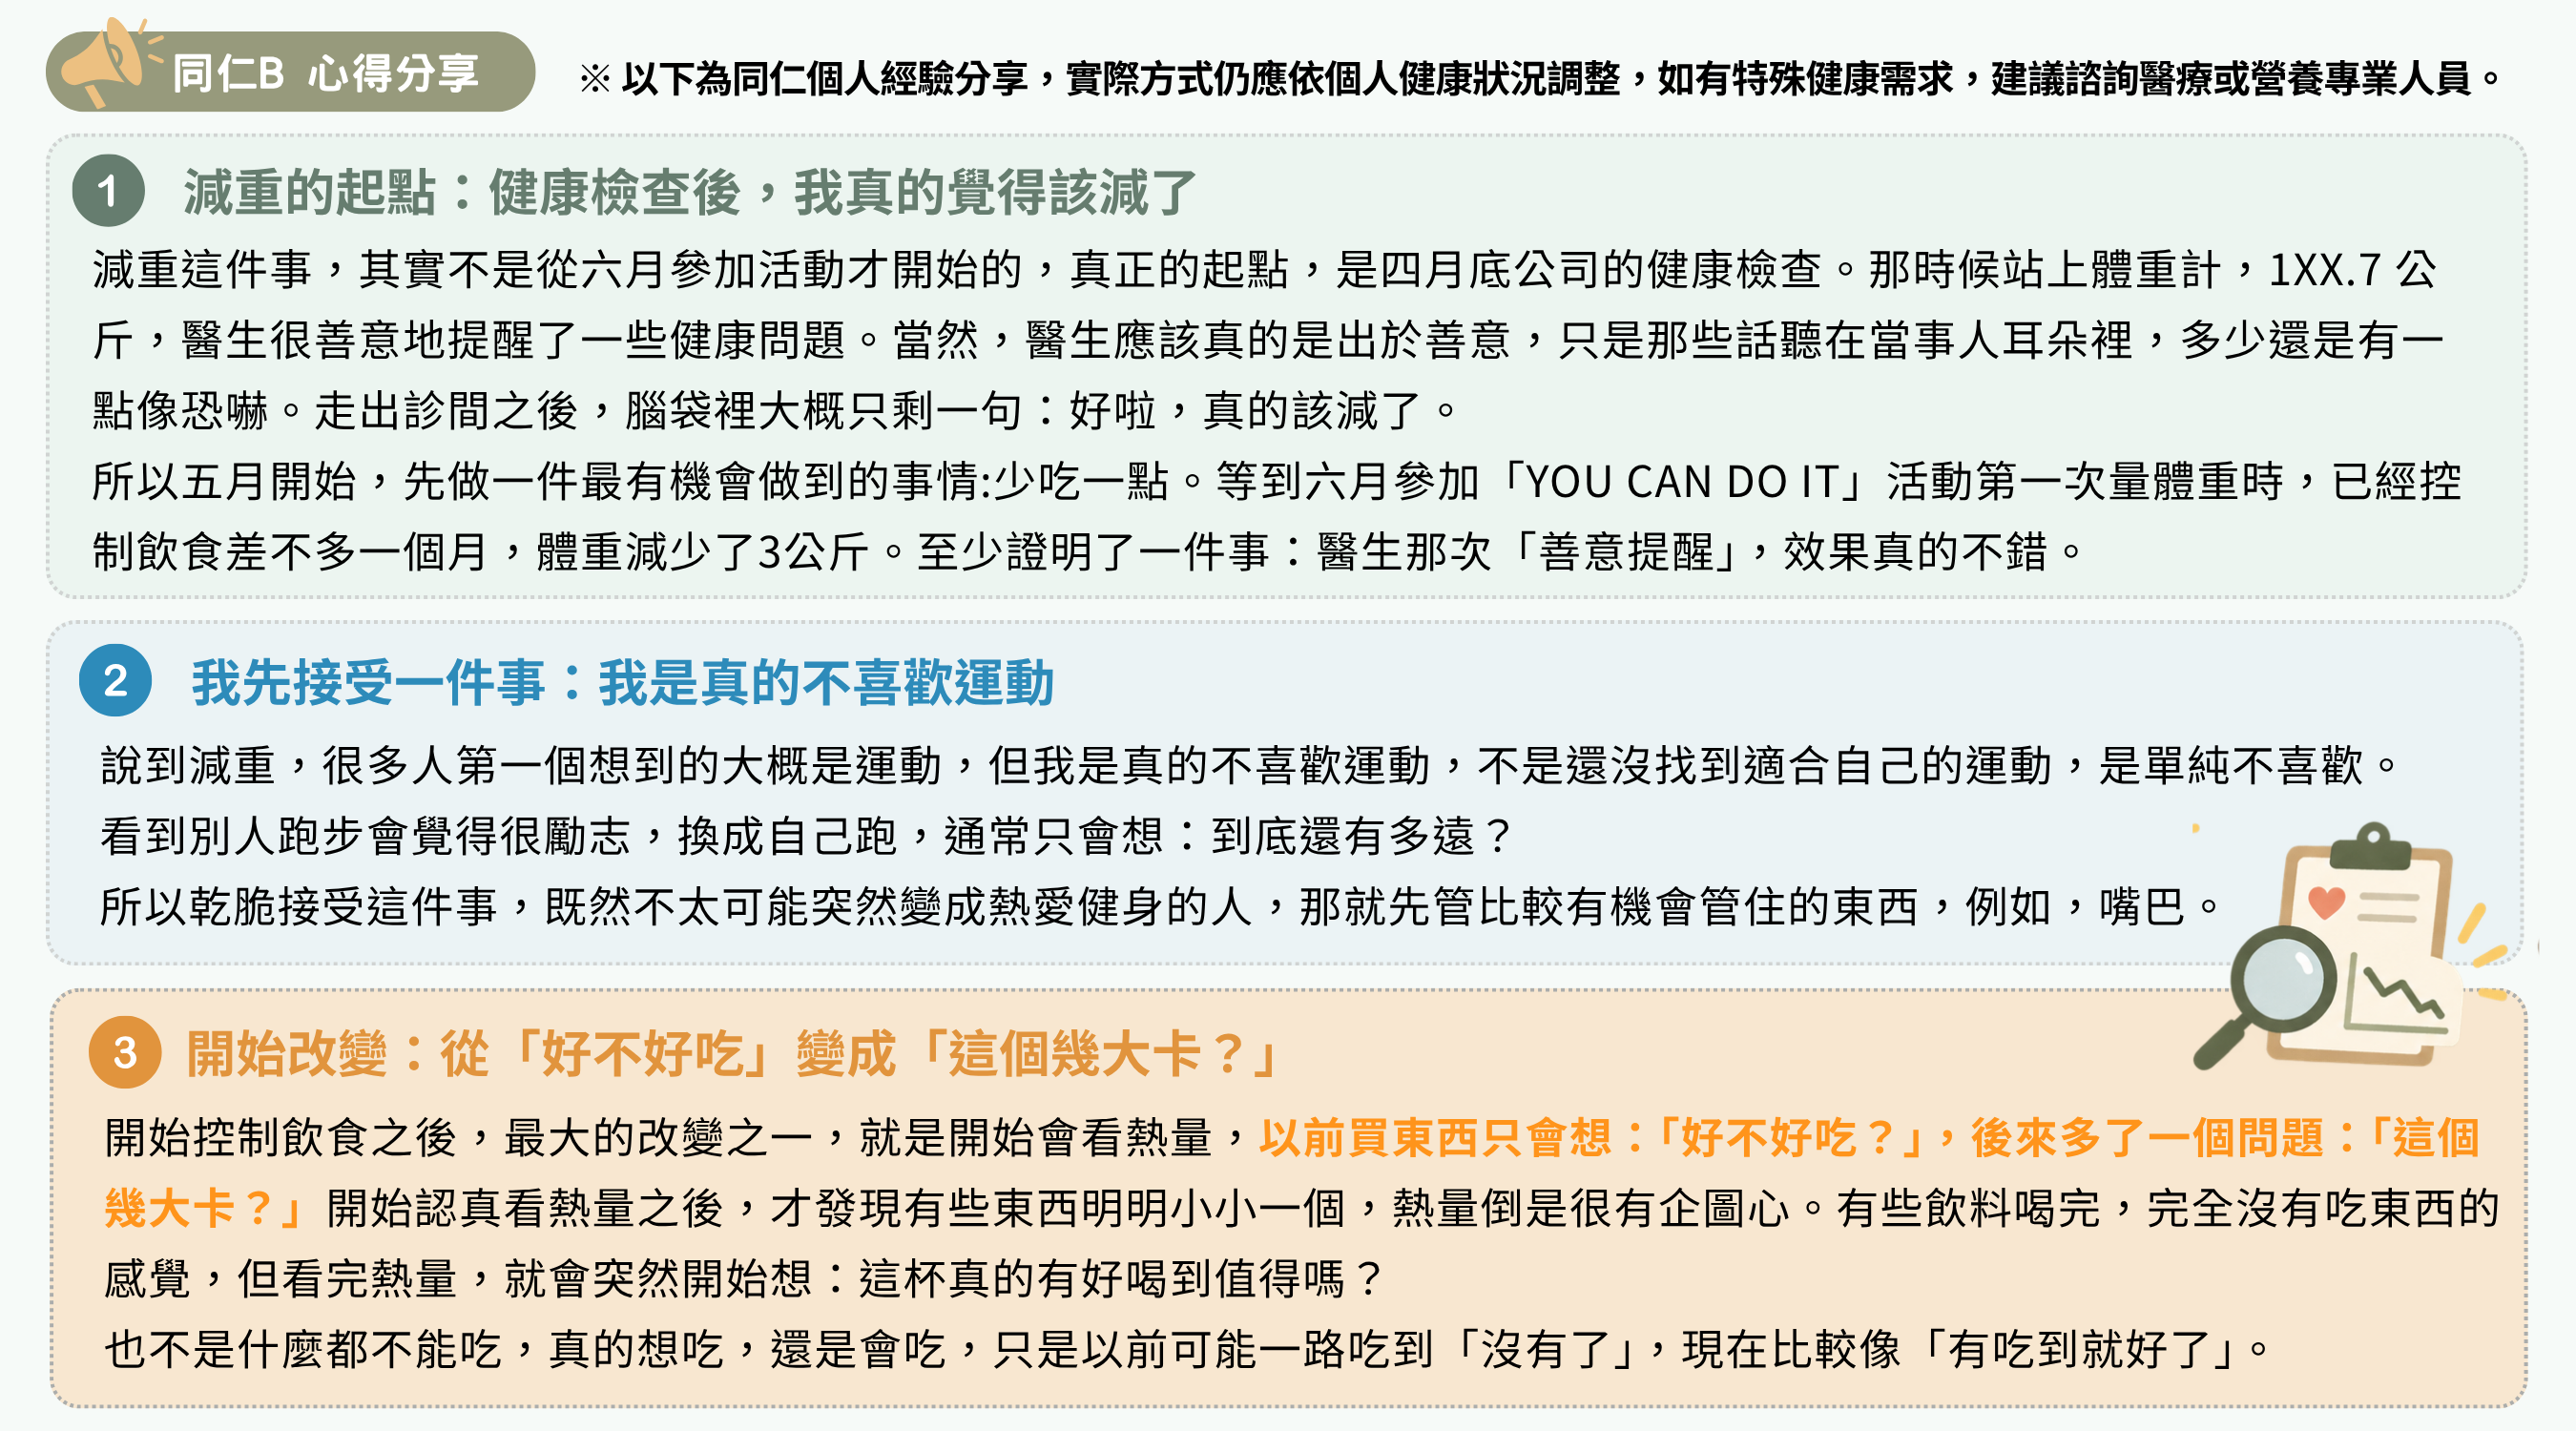 同仁B 心得分享
※ 以下為同仁個人經驗分享，實際方式仍應依個人健康狀況調整，如有特殊健康需求，建議諮詢醫療或營養專業人員。
1 減重的起點：健康檢查後，我真的覺得該減了
減重這件事，其實不是從六月參加活動才開始的，真正的起點，是四月底公司的健康檢查。那時候站上體重計，1XX.7 公
斤，醫生很善意地提醒了一些健康問題。當然，醫生應該真的是出於善意，只是那些話聽在當事人耳朵裡，多少還是有一
點像恐嚇。走出診間之後，腦袋裡大概只剩一句：好啦，真的該減了。
所以五月開始，先做一件最有機會做到的事情:少吃一點。等到六月參加「YOU CAN DO IT」活動第一次量體重時，已經控
制飲食差不多一個月，體重減少了3公斤。至少證明了一件事：醫生那次「善意提醒」，效果真的不錯。
2 我先接受一件事：我是真的不喜歡運動
說到減重，很多人第一個想到的大概是運動，但我是真的不喜歡運動，不是還沒找到適合自己的運動，是單純不喜歡。
看到別人跑步會覺得很勵志，換成自己跑，通常只會想：到底還有多遠？
所以乾脆接受這件事，既然不太可能突然變成熱愛健身的人，那就先管比較有機會管住的東西，例如，嘴巴。
3 開始改變：從「好不好吃」變成「這個幾大卡？」
開始控制飲食之後，最大的改變之一，就是開始會看熱量，以前買東西只會想：「好不好吃？」，後來多了一個問題：「這個
幾大卡？」開始認真看熱量之後，才發現有些東西明明小小一個，熱量倒是很有企圖心。有些飲料喝完，完全沒有吃東西的
感覺，但看完熱量，就會突然開始想：這杯真的有好喝到值得嗎？
也不是什麼都不能吃，真的想吃，還是會吃，只是以前可能一路吃到「沒有了」，現在比較像「有吃到就好了」。